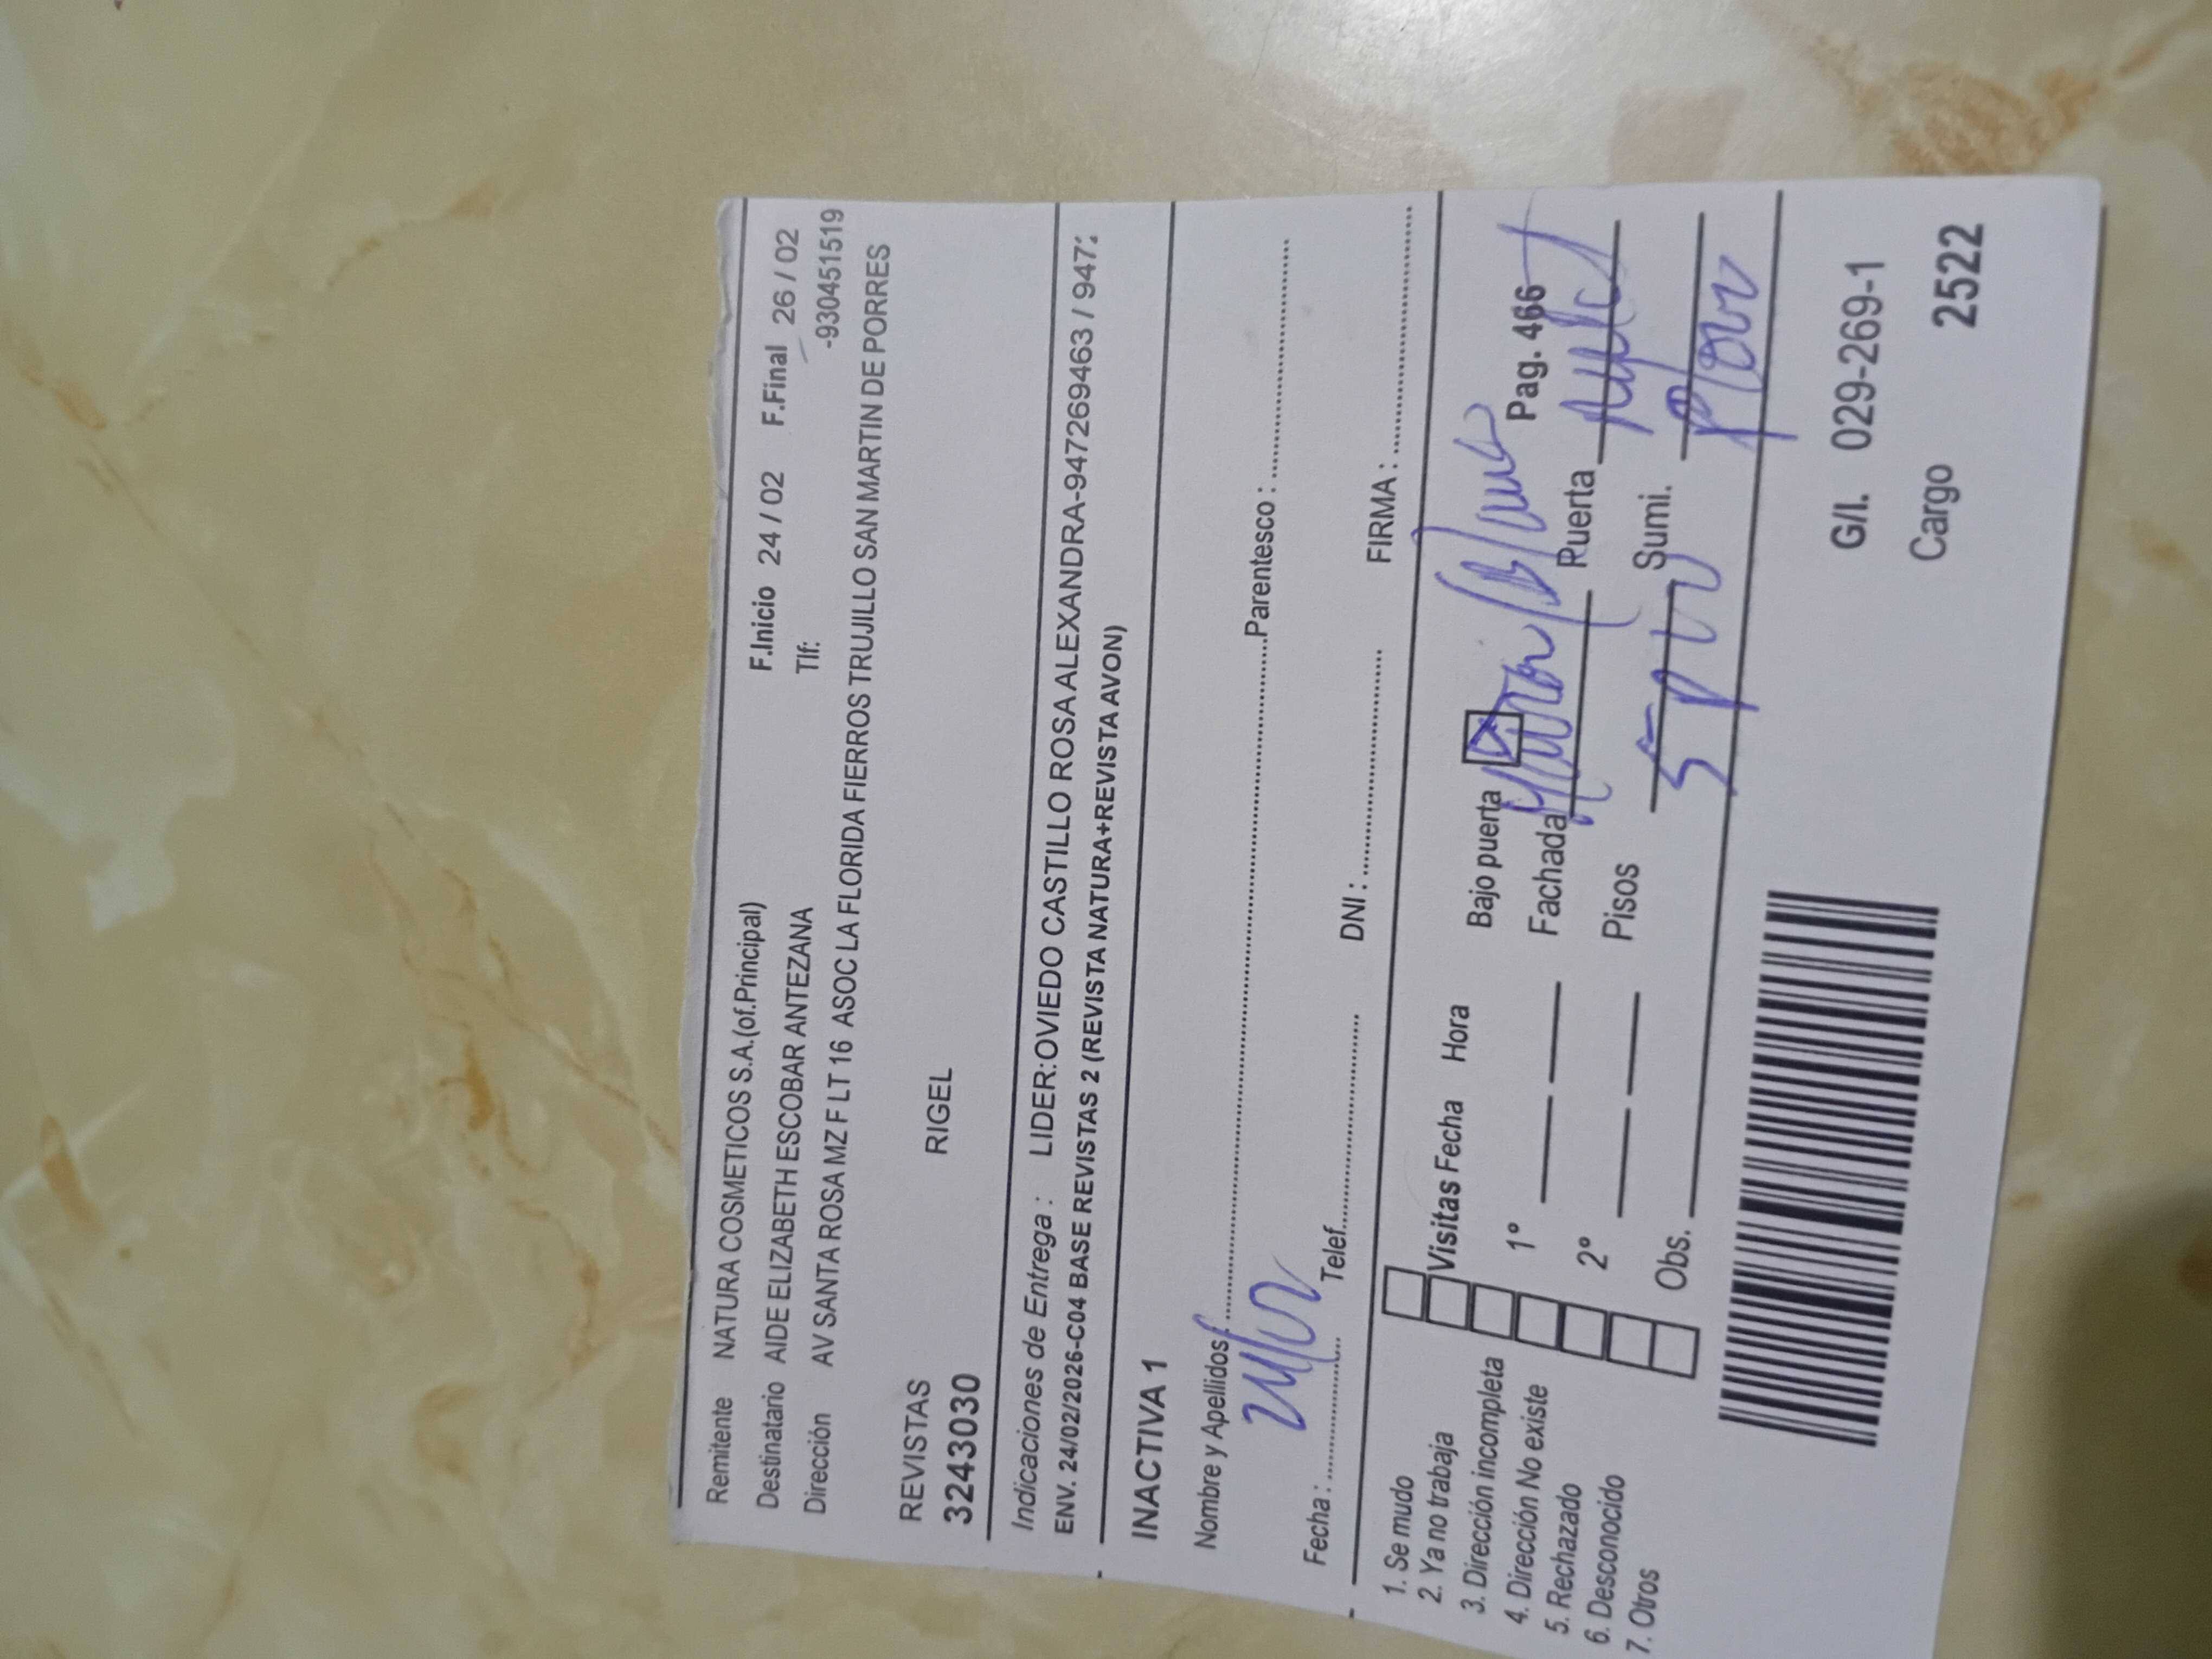 Remitente NATURA COSMETICOS S.A.(of.Principal)
F.Inicio 24 / 02 F.Final 26 / 02
Destinatario AIDE ELIZABETH ESCOBAR ANTEZANA
Tlf: -930451519
Dirección AV SANTA ROSA MZ F LT 16 ASOC LA FLORIDA FIERROS TRUJILLO SAN MARTIN DE PORRES
REVISTAS RIGEL
3243030
Indicaciones de Entrega : LIDER:OVIEDO CASTILLO ROSA ALEXANDRA-947269463 / 947
ENV. 24/02/2026-C04 BASE REVISTAS 2 (REVISTA NATURA+REVISTA AVON)
INACTIVA 1
Nombre y Apellidos Parentesco :
Fecha : Telef. DNI : FIRMA :
1. Se mudo
2. Ya no trabaja
3. Dirección incompleta
4. Dirección No existe
5. Rechazado
6. Desconocido
7. Otros
Visitas Fecha Hora
1º
2º
Obs.
Bajo puerta Pag. 466
Fachada Puerta
Pisos Sumi.
G/I. 029-269-1
Cargo 2522